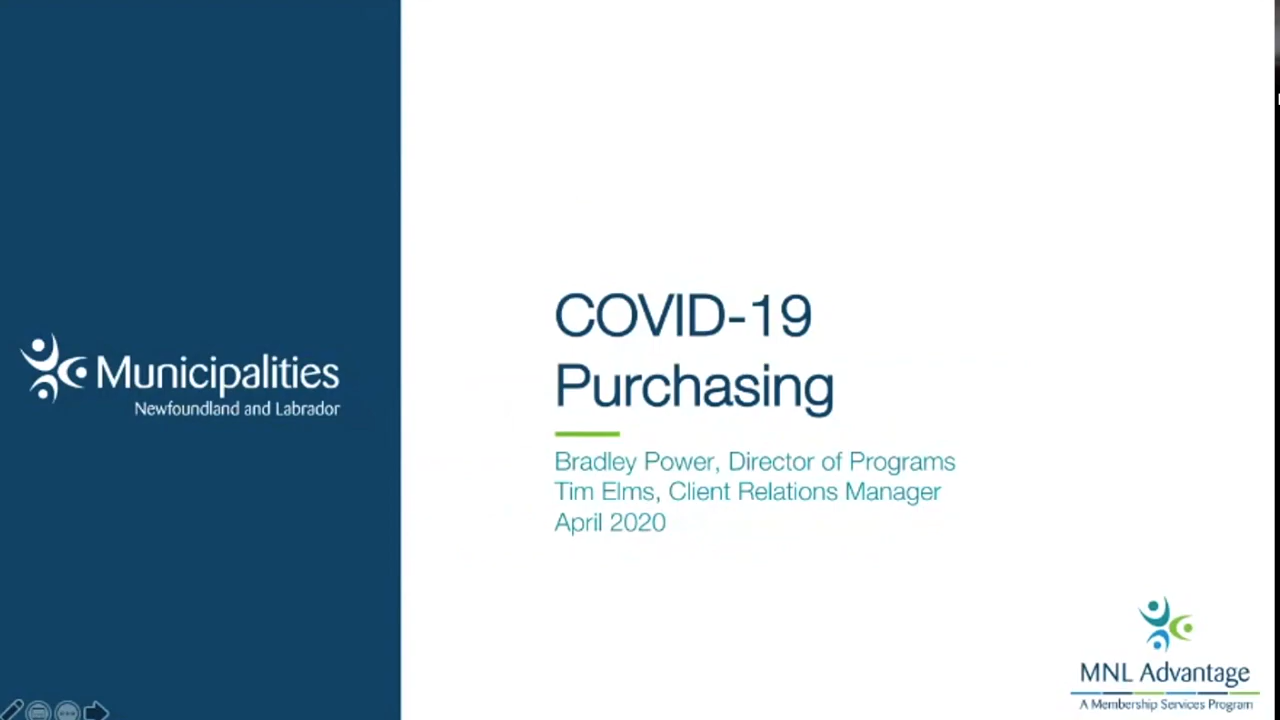 Municipalities
Newfoundland and Labrador
COVID-19
Purchasing
Bradley Power, Director of Programs
Tim Elms, Client Relations Manager
April 2020
MNL Advantage
A Membership Services Program